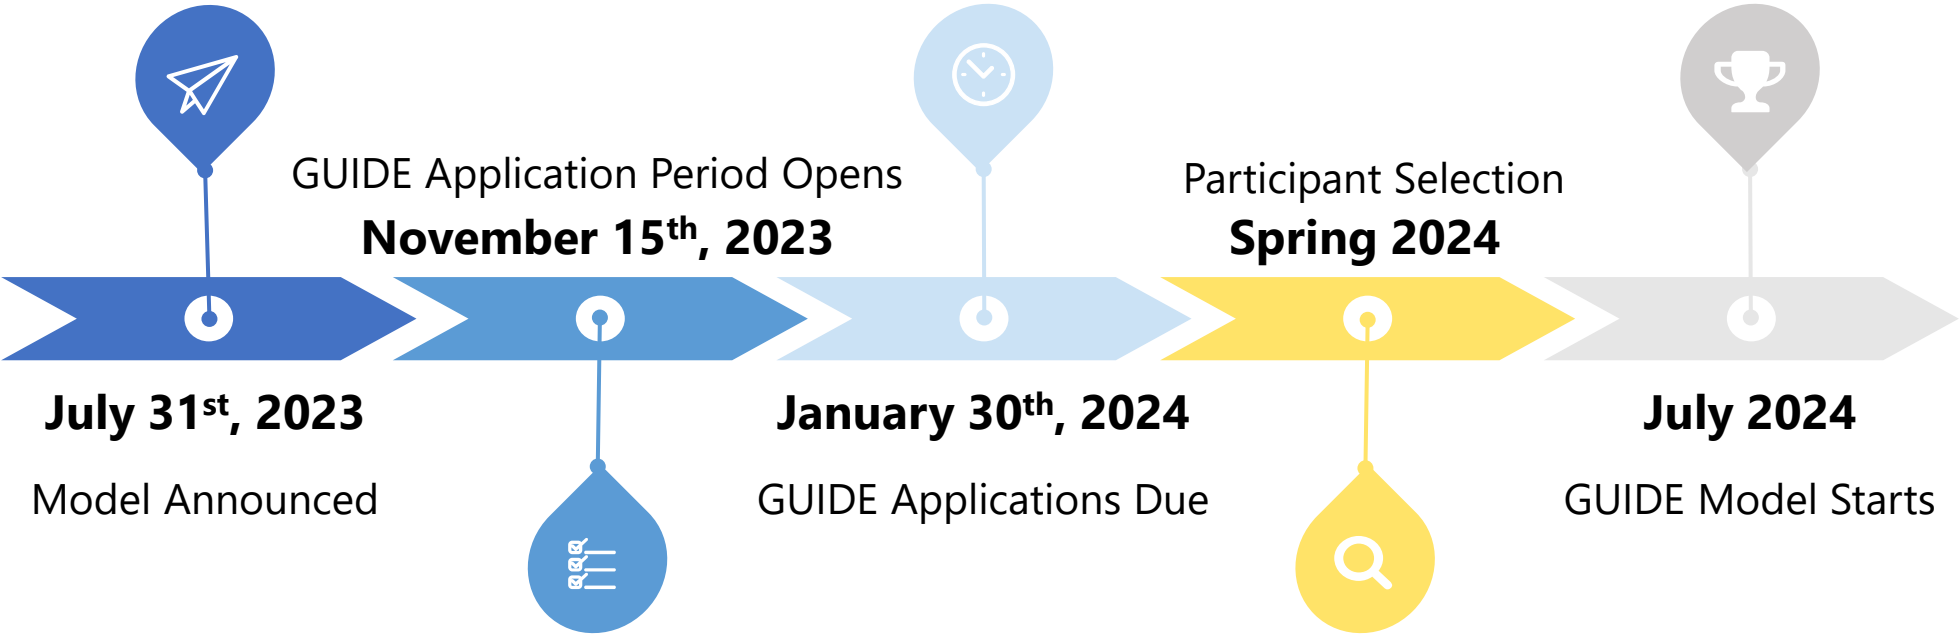 July 31st, 2023
Model Announced
GUIDE Application Period Opens
November 15th, 2023
January 30th, 2024
GUIDE Applications Due
Participant Selection
Spring 2024
July 2024
GUIDE Model Starts